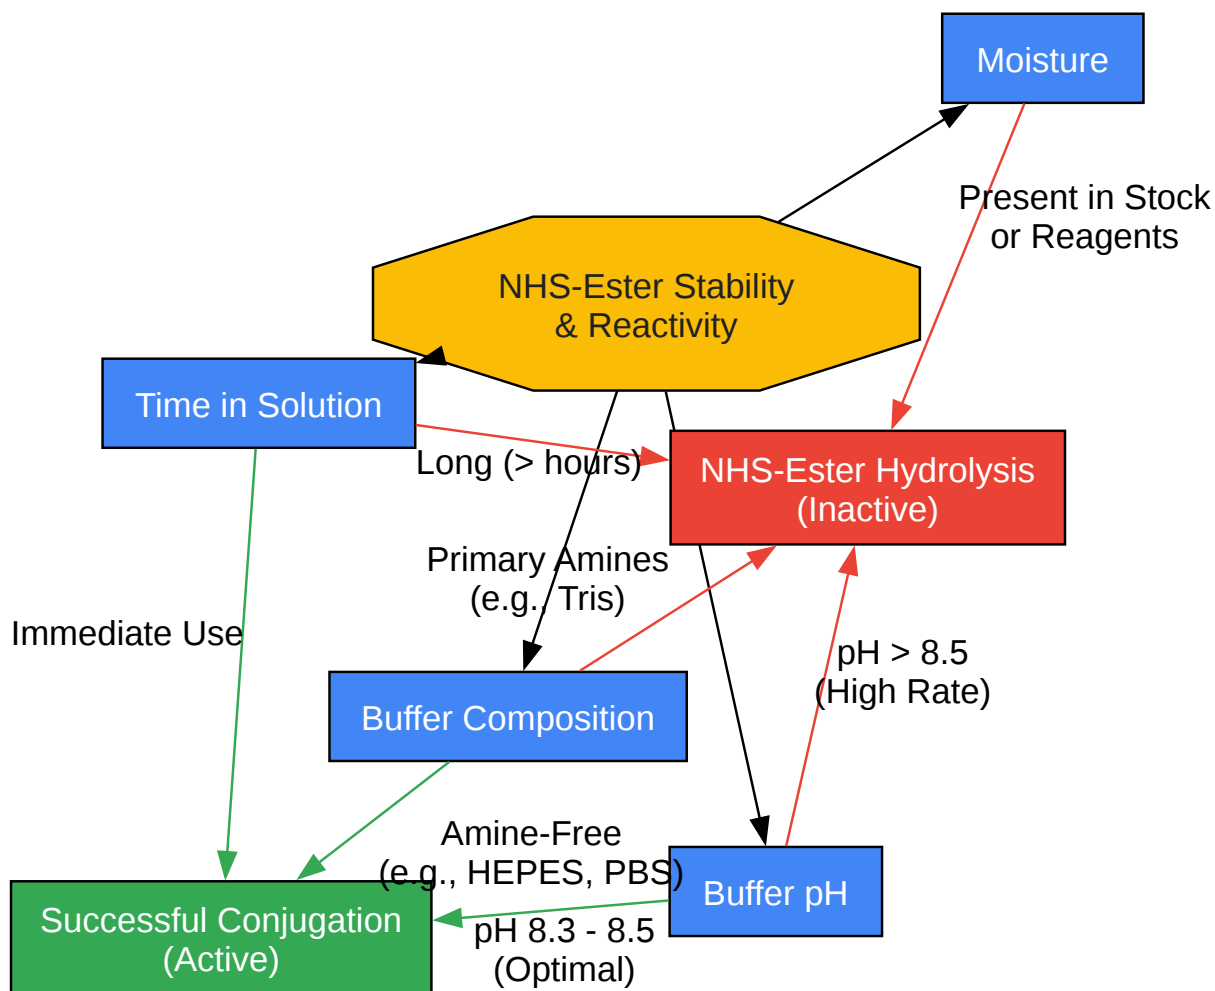 Moisture
Present in Stock
or Reagents
NHS-Ester Stability
& Reactivity
Time in Solution
Long (> hours)
NHS-Ester Hydrolysis
(Inactive)
Primary Amines
(e.g., Tris)
Immediate Use
pH > 8.5
(High Rate)
Buffer Composition
Amine-Free
(e.g., HEPES, PBS)
Buffer pH
Successful Conjugation
(Active)
pH 8.3 - 8.5
(Optimal)